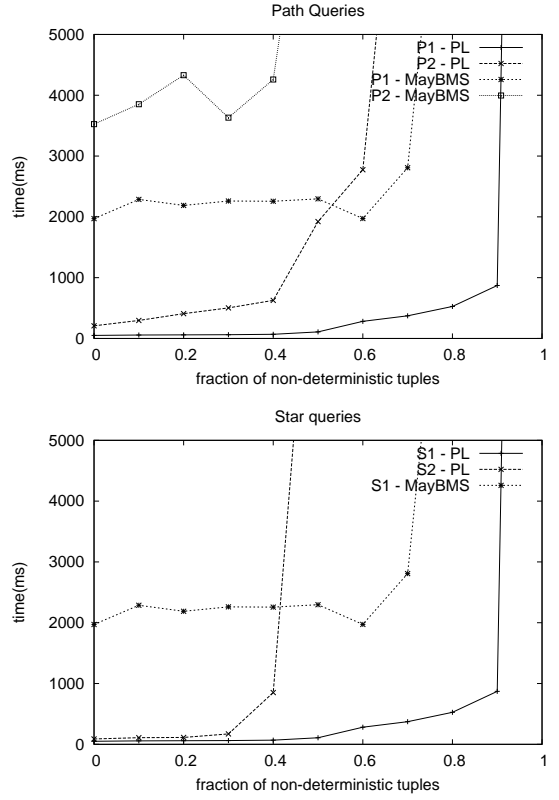 Path Queries
5000
4000
3000
2000
1000
0
time(ms)
P1 - PL
P2 - PL
P1 - MayBMS
P2 - MayBMS
0 0.2 0.4 0.6 0.8 1
fraction of non-deterministic tuples
Star queries
5000
4000
3000
2000
1000
0
time(ms)
S1 - PL
S2 - PL
S1 - MayBMS
0 0.2 0.4 0.6 0.8 1
fraction of non-deterministic tuples